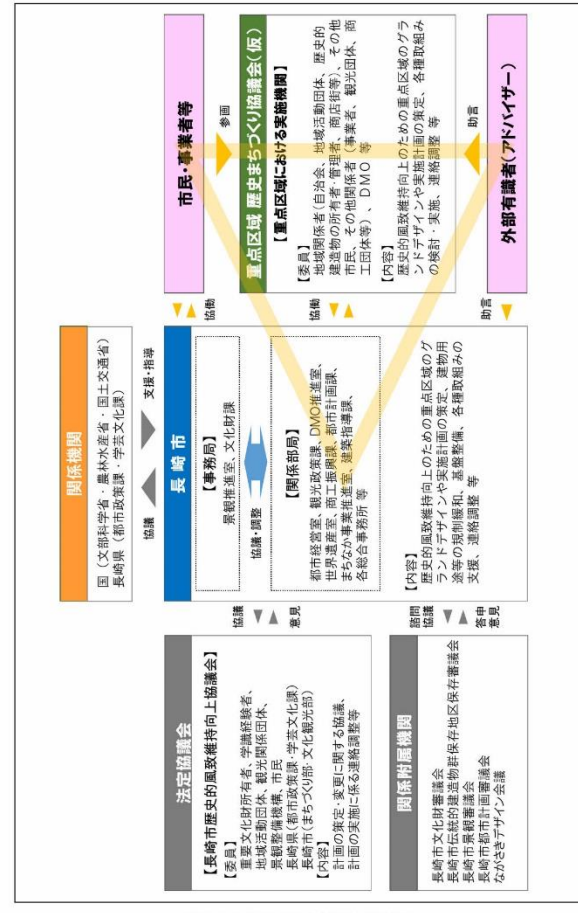 関係機関
国（文部科学省・農林水産省・国土交通省）
長崎県（都市政策課・学芸文化課）
協議
支援・指導
法定協議会
【長崎市歴史的風致維持向上協議会】
【委員】
重要文化財所有者、学識経験者、
地域活動団体、観光関係団体、
景観整備機構、市民
長崎県（都市政策課・学芸文化課）
長崎市（まちづくり部・文化観光部）
【内容】
計画の策定・変更に関する協議、
計画の実施に係る連絡調整等
協議
意見
関係附属機関
長崎市文化財審議会
長崎市伝統的建造物群保存地区保存審議会
長崎市景観審議会
長崎市都市計画審議会
ながさきデザイン会議
諮問
協議
答申
意見
長崎市
【事務局】
景観推進室、文化財課
協議・調整
【関係部局】
都市経営室、観光政策課、DMO推進室、
世界遺産室、商工振興課、都市計画課、
まちなか事業推進室、建築指導課、
各総合事務所 等
【内容】
歴史的風致維持向上のための重点区域のグ
ランドデザインや実施計画の策定、建物用
途等の規制緩和、基盤整備、各種取組みの
支援、連絡調整 等
協働
協働
助言
市民・事業者等
参画
重点区域 歴史まちづくり協議会（仮）
【重点区域における実施機関】
【委員】
地域関係者（自治会、地域活動団体、歴史的
建造物の所有者・管理者、商店街等）、その他
市民、その他関係者（事業者、観光団体、商
工団体等）、DMO 等
【内容】
歴史的風致維持向上のための重点区域のグラ
ンドデザインや実施計画の策定、各種取組み
の検討・実施、連絡調整 等
助言
外部有識者（アドバイザー）